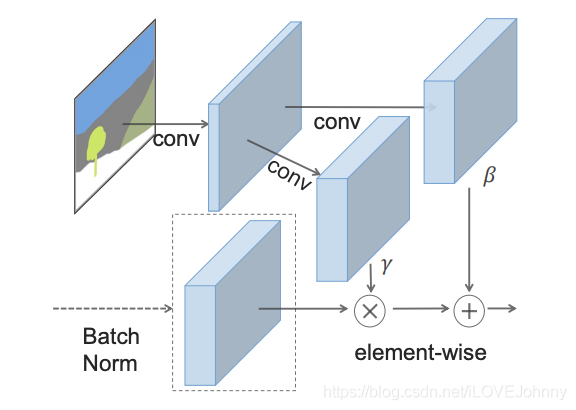 conv
conv
conv
β
γ
Batch
Norm
element-wise
https://blog.csdn.net/iLOVEJohnny